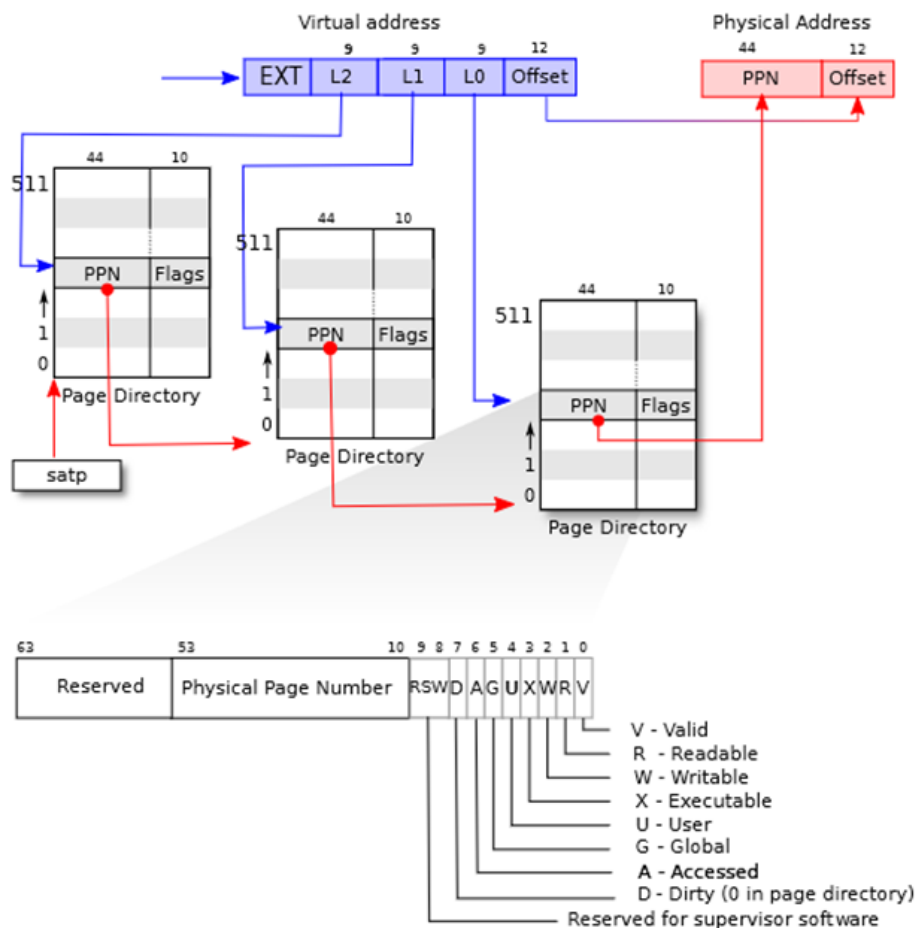 Virtual address
Physical Address
9 9 9 12
44 12
EXT L2 L1 L0 Offset
PPN Offset
44 10
511
PPN Flags
1
0
Page Directory
satp
44 10
511
PPN Flags
1
0
Page Directory
44 10
511
PPN Flags
1
0
Page Directory
63 53 10 9 8 7 6 5 4 3 2 1 0
Reserved Physical Page Number RSW D A G U X W R V
V - Valid
R - Readable
W - Writable
X - Executable
U - User
G - Global
A - Accessed
D - Dirty (0 in page directory)
Reserved for supervisor software